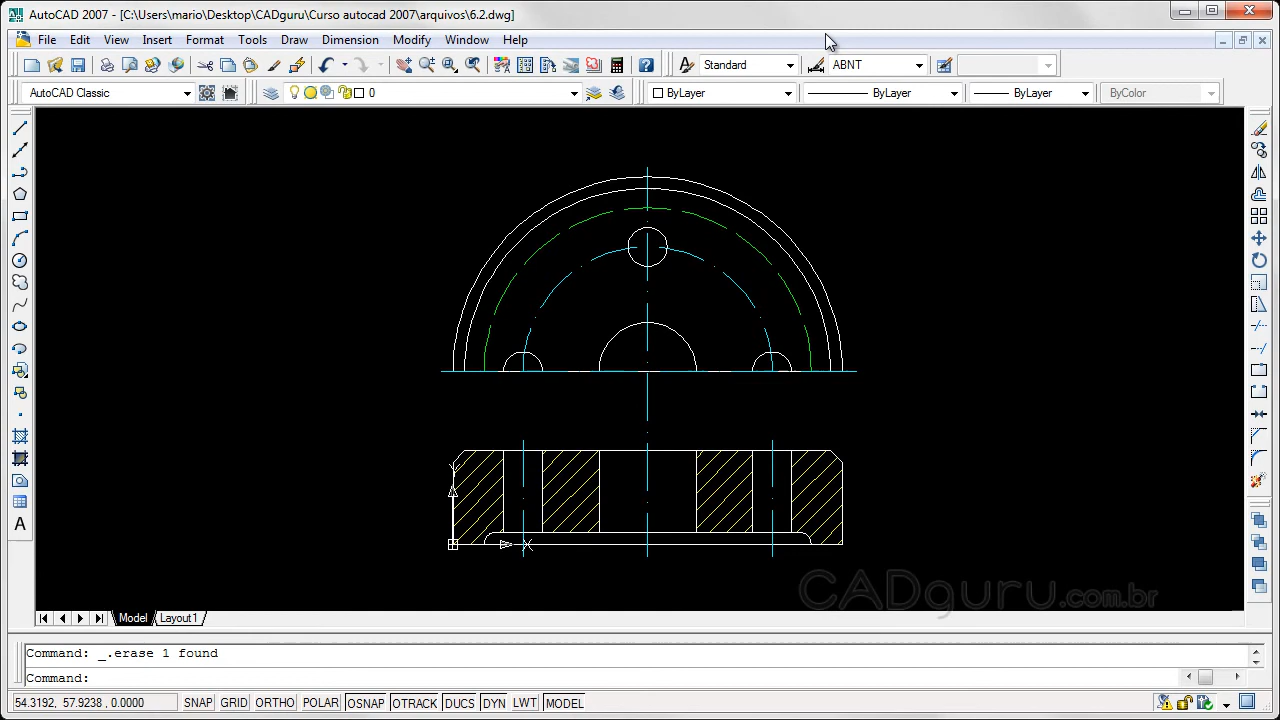 AutoCAD 2007 - [C:\Users\mario\Desktop\CADguru\Curso autocad 2007\arquivos\6.2.dwg]
File Edit View Insert Format Tools Draw Dimension Modify Window Help
Standard ABNT
AutoCAD Classic 0 ByLayer ByLayer ByLayer ByColor
A
Y
X
CADguru.com.br
Model Layout1
Command: _.erase 1 found
Command:
54.3192, 57.9238, 0.0000 SNAP GRID ORTHO POLAR OSNAP OTRACK DUCS DYN LWT MODEL